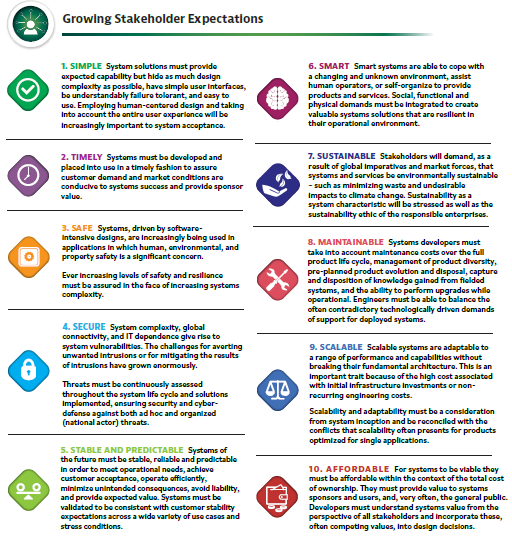 Growing Stakeholder Expectations
1. SIMPLE System solutions must provide
expected capability but hide as much design
complexity as possible, have simple user interfaces,
be understandably failure tolerant, and easy to
use. Employing human-centered design and taking
into account the entire user experience will be
increasingly important to system acceptance.
2. TIMELY Systems must be developed and
placed into use in a timely fashion to assure
customer demand and market conditions are
conducive to systems success and provide sponsor
value.
3. SAFE Systems, driven by software-
intensive designs, are increasingly being used in
applications in which human, environmental, and
property safety is a significant concern.
Ever increasing levels of safety and resilience
must be assured in the face of increasing systems
complexity.
4. SECURE System complexity, global
connectivity, and IT dependence give rise to
system vulnerabilities. The challenges for averting
unwanted intrusions or for mitigating the results
of intrusions have grown enormously.
Threats must be continuously assessed
throughout the system life cycle and solutions
implemented, ensuring security and cyber-
defense against both ad hoc and organized
(national actor) threats.
5. STABLE AND PREDICTABLE Systems of
the future must be stable, reliable and predictable
in order to meet operational needs, achieve
customer acceptance, operate efficiently,
minimize unintended consequences, avoid liability,
and provide expected value. Systems must be
validated to be consistent with customer stability
expectations across a wide variety of use cases and
stress conditions.
6. SMART Smart systems are able to cope with
a changing and unknown environment, assist
human operators, or self-organize to provide
products and services. Social, functional and
physical demands must be integrated to create
valuable systems solutions that are resilient in
their operational environment.
7. SUSTAINABLE Stakeholders will demand, as a
result of global imperatives and market forces, that
systems and services be environmentally sustainable
– such as minimizing waste and undesirable
impacts to climate change. Sustainability as a
system characteristic will be stressed as well as the
sustainability ethic of the responsible enterprises.
8. MAINTAINABLE Systems developers must
take into account maintenance costs over the full
product life cycle, management of product diversity,
pre-planned product evolution and disposal, capture
and disposition of knowledge gained from fielded
systems, and the ability to perform upgrades while
operational. Engineers must be able to balance the
often contradictory technologically driven demands
of support for deployed systems.
9. SCALABLE Scalable systems are adaptable to
a range of performance and capabilities without
breaking their fundamental architecture. This is an
important trait because of the high cost associated
with initial infrastructure investments or non-
recurring engineering costs.
Scalability and adaptability must be a consideration
from system inception and be reconciled with the
conflicts that scalability often presents for products
optimized for single applications.
10. AFFORDABLE For systems to be viable they
must be affordable within the context of the total cost
of ownership. They must provide value to systems
sponsors and users, and, very often, the general public.
Developers must understand systems value from the
perspective of all stakeholders and incorporate these,
often competing values, into design decisions.